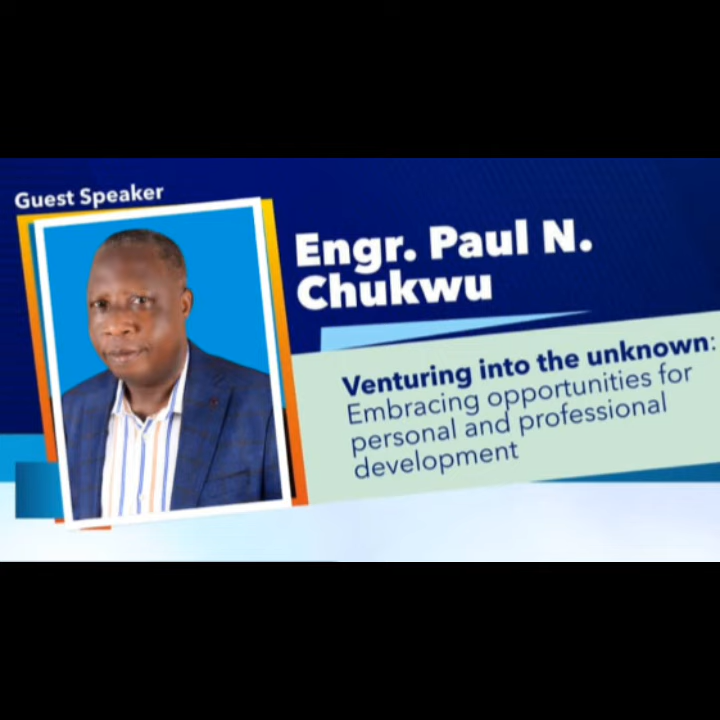 Guest Speaker
Engr. Paul N.
Chukwu
Venturing into the unknown:
Embracing opportunities for
personal and professional
development